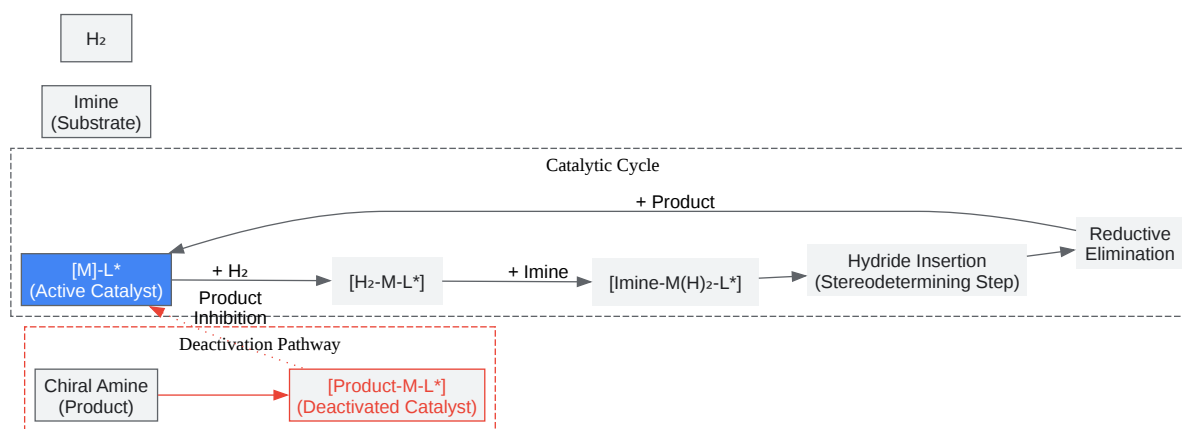 H₂
Imine
(Substrate)
Catalytic Cycle
+ Product
Reductive
Elimination
[M]-L*
(Active Catalyst)
+ H₂
[H₂-M-L*]
+ Imine
[Imine-M(H)₂-L*]
Hydride Insertion
(Stereodetermining Step)
Product
Inhibition
Deactivation Pathway
Chiral Amine
(Product)
[Product-M-L*]
(Deactivated Catalyst)